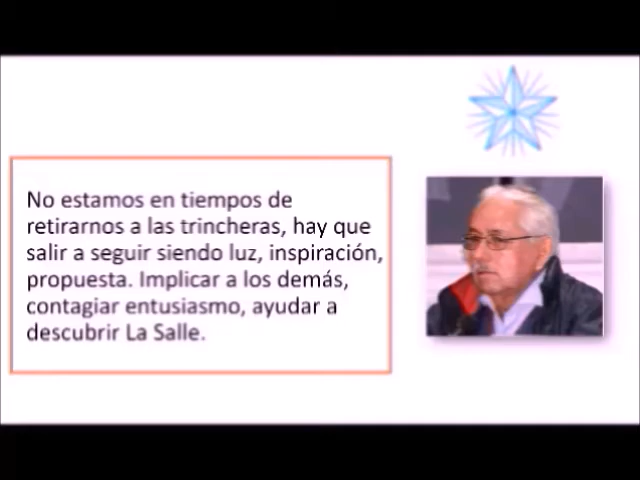 No estamos en tiempos de
retirarnos a las trincheras, hay que
salir a seguir siendo luz, inspiración,
propuesta. Implicar a los demás,
contagiar entusiasmo, ayudar a
descubrir La Salle.